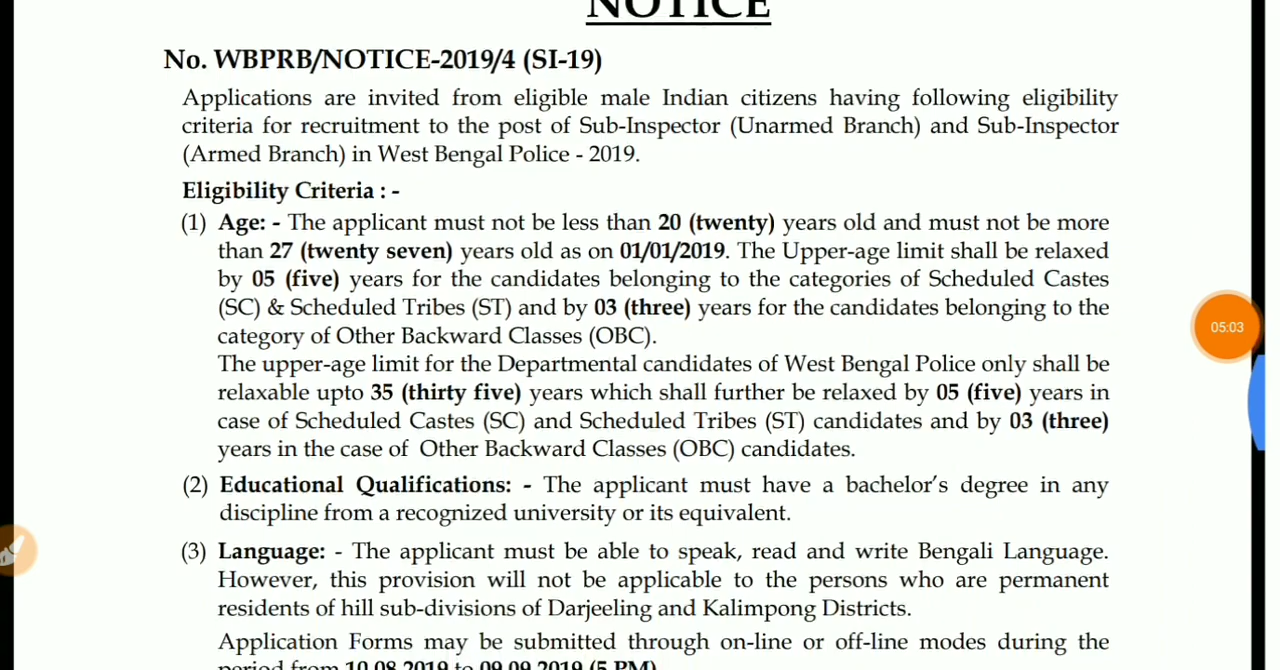 NOTICE
No. WBPRB/NOTICE-2019/4 (SI-19)
Applications are invited from eligible male Indian citizens having following eligibility
criteria for recruitment to the post of Sub-Inspector (Unarmed Branch) and Sub-Inspector
(Armed Branch) in West Bengal Police - 2019.
Eligibility Criteria : -
(1) Age: - The applicant must not be less than 20 (twenty) years old and must not be more
than 27 (twenty seven) years old as on 01/01/2019. The Upper-age limit shall be relaxed
by 05 (five) years for the candidates belonging to the categories of Scheduled Castes
(SC) & Scheduled Tribes (ST) and by 03 (three) years for the candidates belonging to the
category of Other Backward Classes (OBC).
05:03
The upper-age limit for the Departmental candidates of West Bengal Police only shall be
relaxable upto 35 (thirty five) years which shall further be relaxed by 05 (five) years in
case of Scheduled Castes (SC) and Scheduled Tribes (ST) candidates and by 03 (three)
years in the case of Other Backward Classes (OBC) candidates.
(2) Educational Qualifications: - The applicant must have a bachelor's degree in any
discipline from a recognized university or its equivalent.
(3) Language: - The applicant must be able to speak, read and write Bengali Language.
However, this provision will not be applicable to the persons who are permanent
residents of hill sub-divisions of Darjeeling and Kalimpong Districts.
Application Forms may be submitted through on-line or off-line modes during the
period from 10.08.2019 to 09.09.2019 (5 PM)